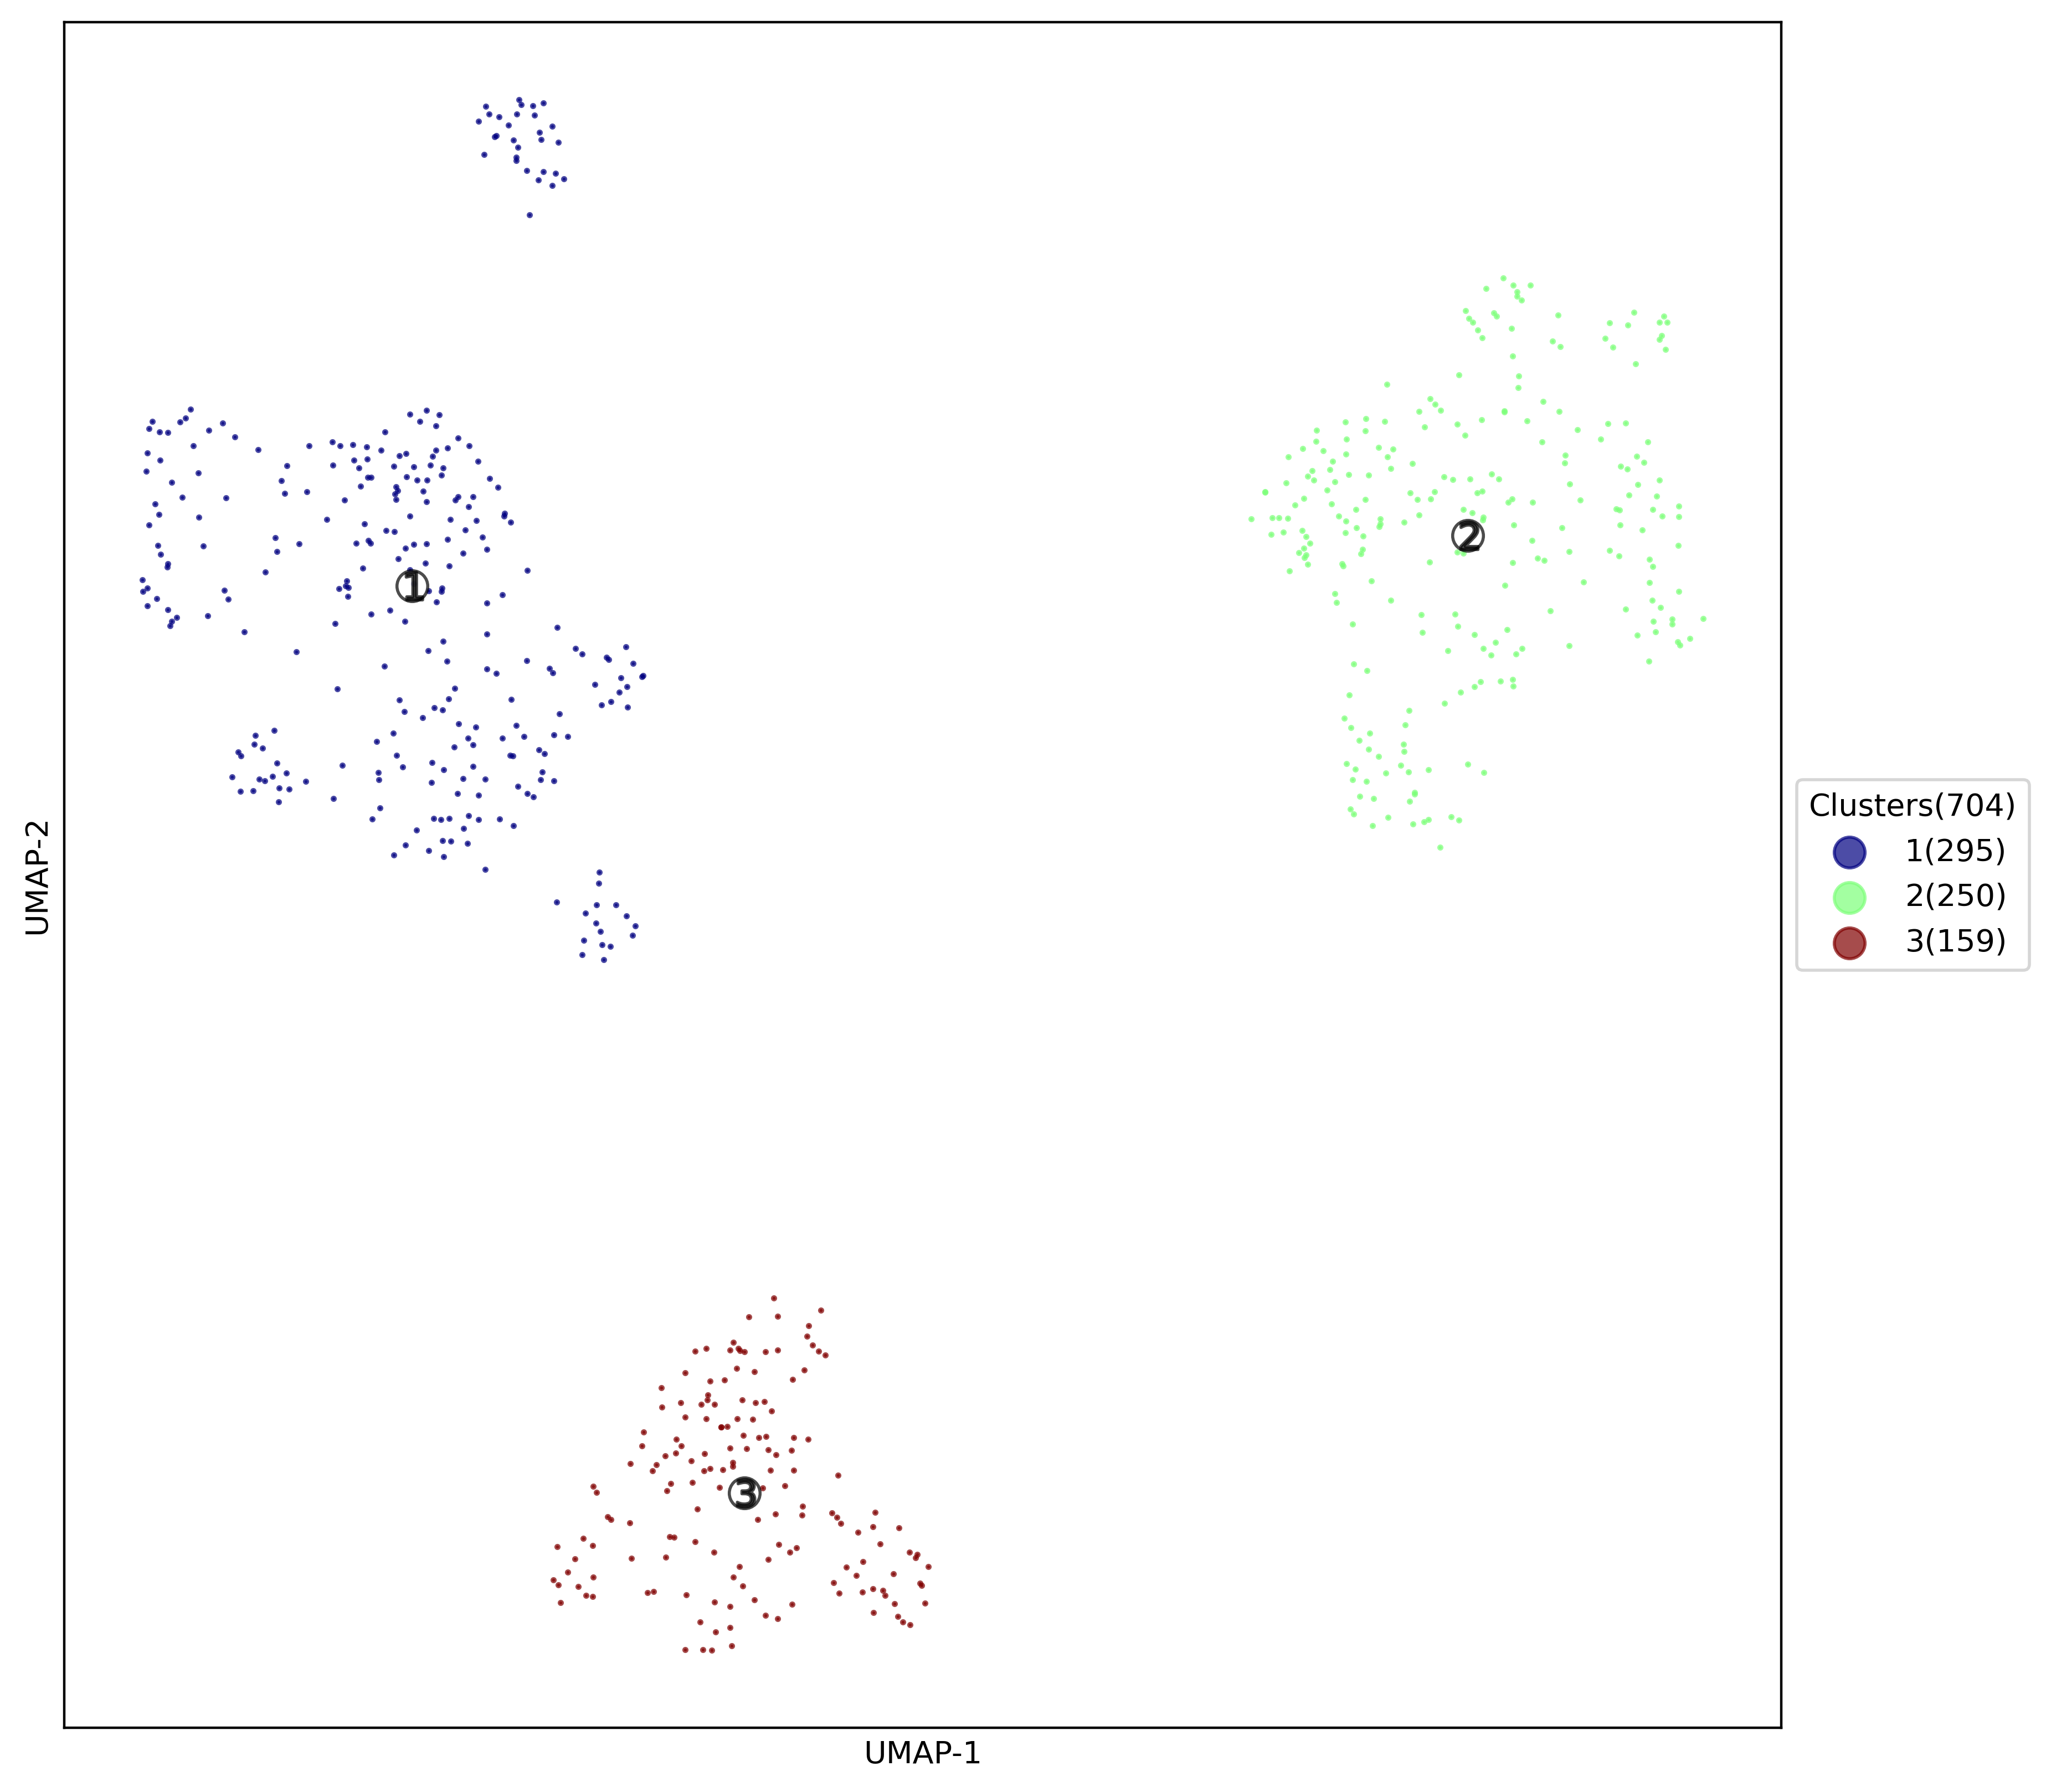 1
2
3
UMAP-2
UMAP-1
Clusters(704)
1(295)
2(250)
3(159)